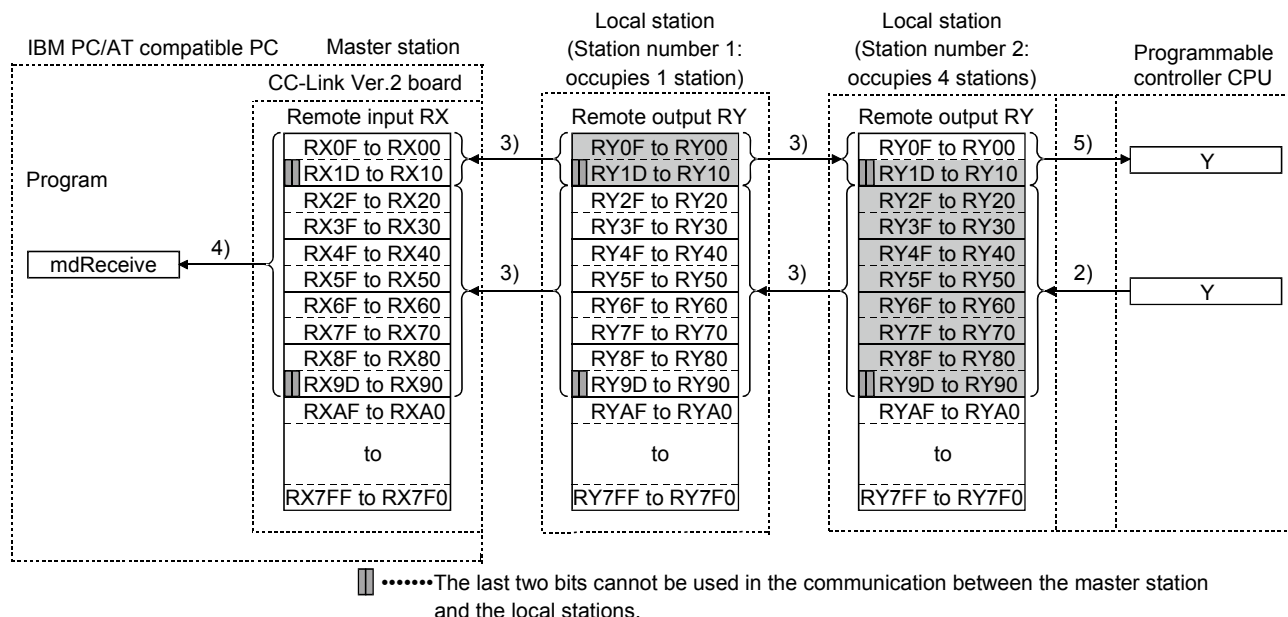 IBM PC/AT compatible PC
Master station
CC-Link Ver.2 board
Local station
(Station number 1:
occupies 1 station)
Local station
(Station number 2:
occupies 4 stations)
Programmable
controller CPU
Program
mdReceive
4)
Remote input RX
RX0F to RX00
RX1D to RX10
RX2F to RX20
RX3F to RX30
RX4F to RX40
RX5F to RX50
RX6F to RX60
RX7F to RX70
RX8F to RX80
RX9D to RX90
RXAF to RXA0
to
RX7FF to RX7F0
3)
3)
Remote output RY
RY0F to RY00
RY1D to RY10
RY2F to RY20
RY3F to RY30
RY4F to RY40
RY5F to RY50
RY6F to RY60
RY7F to RY70
RY8F to RY80
RY9D to RY90
RYAF to RYA0
to
RY7FF to RY7F0
3)
3)
Remote output RY
RY0F to RY00
RY1D to RY10
RY2F to RY20
RY3F to RY30
RY4F to RY40
RY5F to RY50
RY6F to RY60
RY7F to RY70
RY8F to RY80
RY9D to RY90
RYAF to RYA0
to
RY7FF to RY7F0
5)
Y
2)
Y
•••••••The last two bits cannot be used in the communication between the master station
and the local stations.